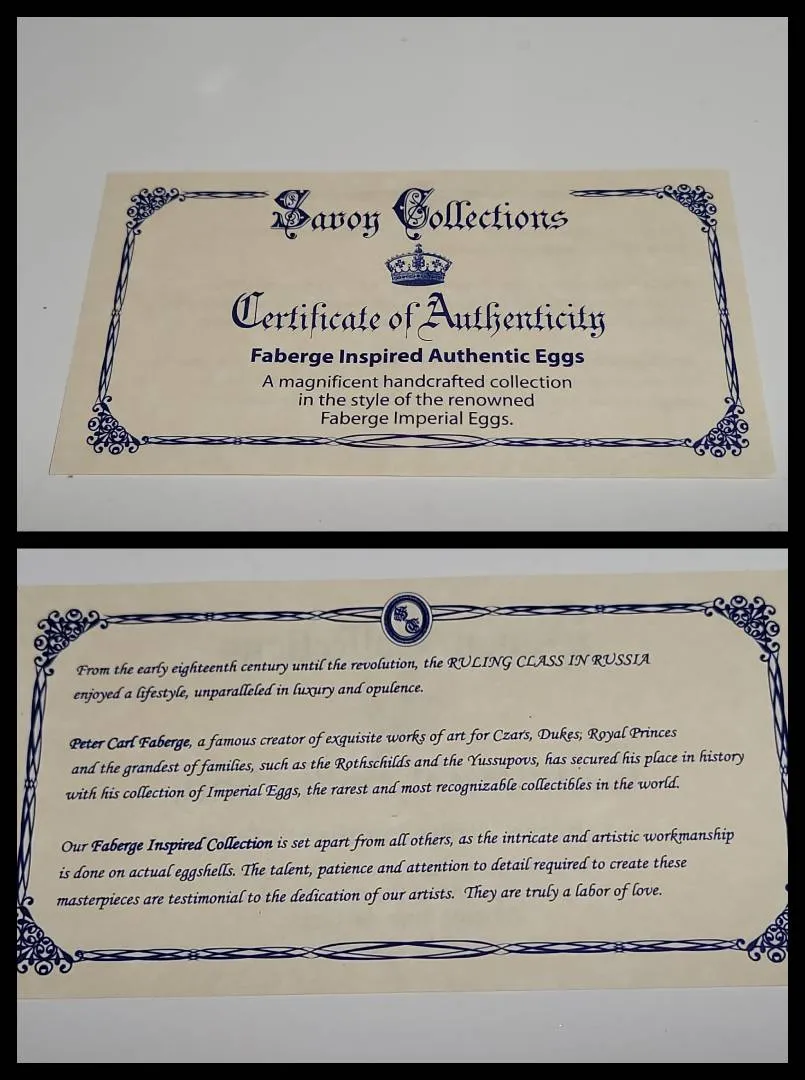 Savoy Collections
Certificate of Authenticity
Faberge Inspired Authentic Eggs
A magnificent handcrafted collection
in the style of the renowned
Faberge Imperial Eggs.
SC
From the early eighteenth century until the revolution, the RULING CLASS IN RUSSIA
enjoyed a lifestyle, unparalleled in luxury and opulence.
Peter Carl Faberge, a famous creator of exquisite works of art for Czars, Dukes; Royal Princes
and the grandest of families, such as the Rothschilds and the Yussupovs, has secured his place in history
with his collection of Imperial Eggs, the rarest and most recognizable collectibles in the world.
Our Faberge Inspired Collection is set apart from all others, as the intricate and artistic workmanship
is done on actual eggshells. The talent, patience and attention to detail required to create these
masterpieces are testimonial to the dedication of our artists. They are truly a labor of love.